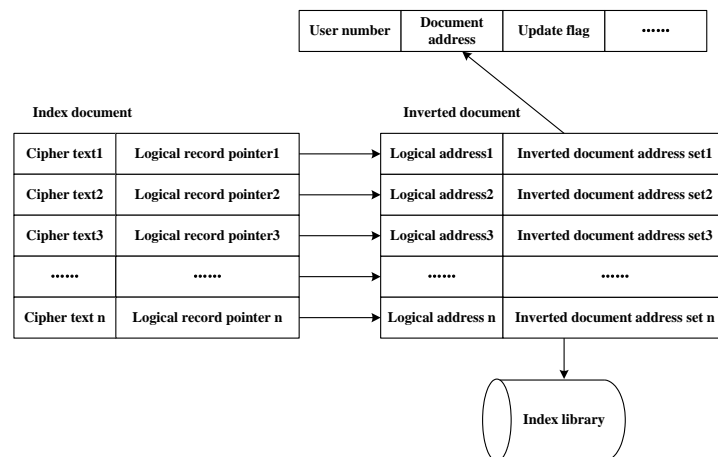 User number Document address Update flag ······
Index document Inverted document
Cipher text1 Logical record pointer1 Logical address1 Inverted document address set1
Cipher text2 Logical record pointer2 Logical address2 Inverted document address set2
Cipher text3 Logical record pointer3 Logical address3 Inverted document address set3
······ ······ ······ ······
Cipher text n Logical record pointer n Logical address n Inverted document address set n
Index library